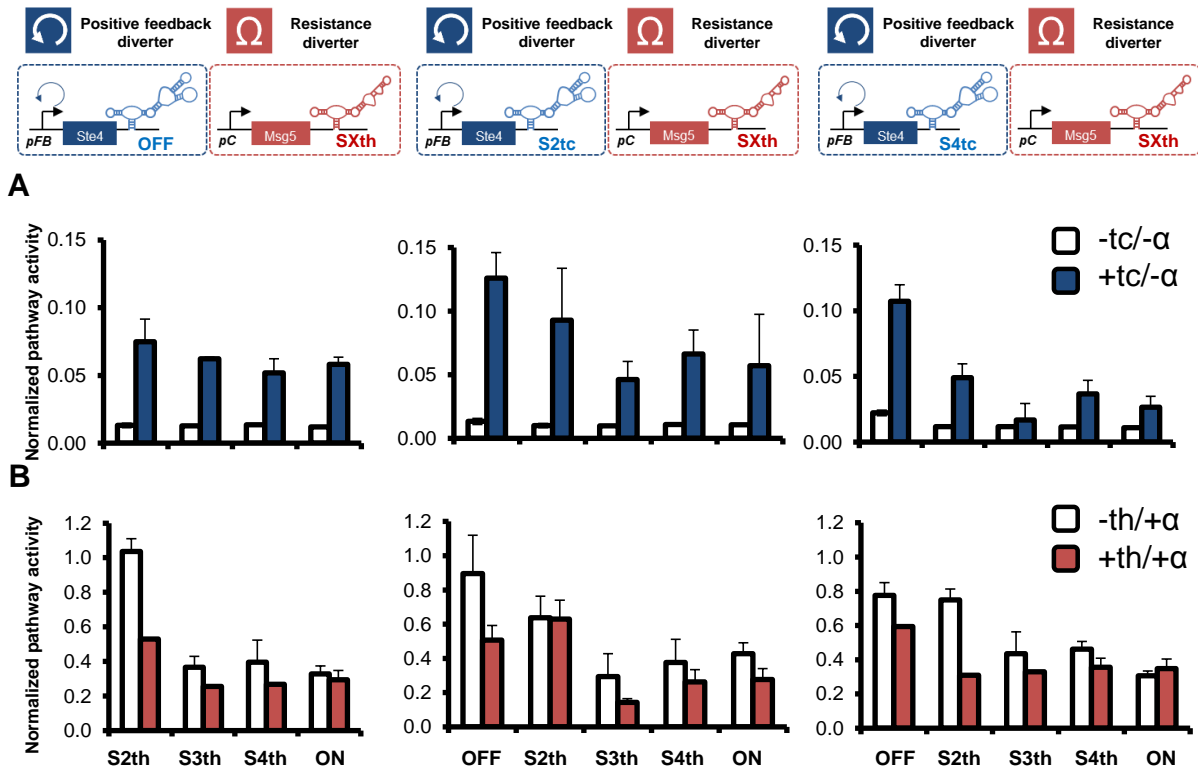 Positive feedback diverter
Ω
Resistance diverter
Positive feedback diverter
Ω
Resistance diverter
Positive feedback diverter
Ω
Resistance diverter
pFB Ste4 OFF
pC Msg5 SXth
pFB Ste4 S2tc
pC Msg5 SXth
pFB Ste4 S4tc
pC Msg5 SXth
A
Normalized pathway activity
0.15
0.10
0.05
0.00
0.15
0.10
0.05
0.00
0.15
0.10
0.05
0.00
-tc/-α
+tc/-α
B
Normalized pathway activity
1.2
1.0
0.8
0.6
0.4
0.2
0.0
S2th S3th S4th ON
1.2
1.0
0.8
0.6
0.4
0.2
0.0
OFF S2th S3th S4th ON
1.2
1.0
0.8
0.6
0.4
0.2
0.0
OFF S2th S3th S4th ON
-th/+α
+th/+α